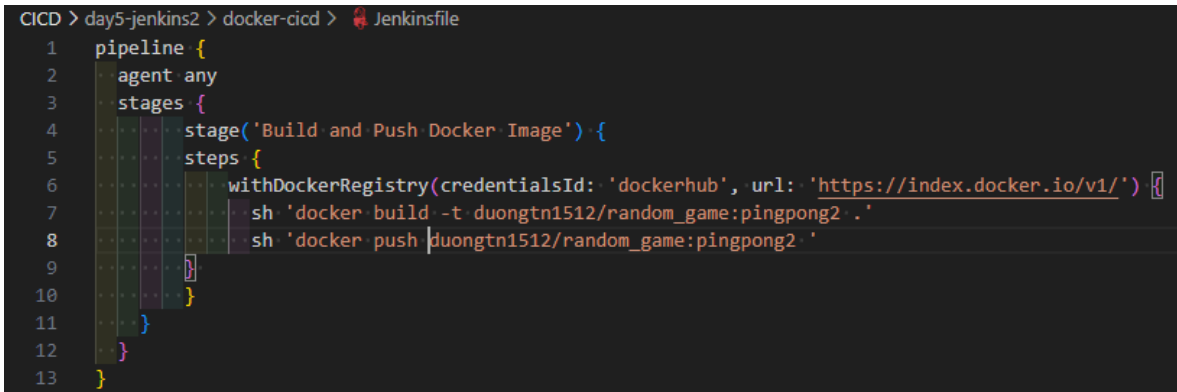 CICD > day5-jenkins2 > docker-cicd > Jenkinsfile
1 pipeline {
2 agent any
3 stages {
4 stage('Build and Push Docker Image') {
5 steps {
6 withDockerRegistry(credentialsId: 'dockerhub', url: 'https://index.docker.io/v1/') {
7 sh 'docker build -t duongtn1512/random_game:pingpong2 .'
8 sh 'docker push duongtn1512/random_game:pingpong2 '
9 }
10 }
11 }
12 }
13 }